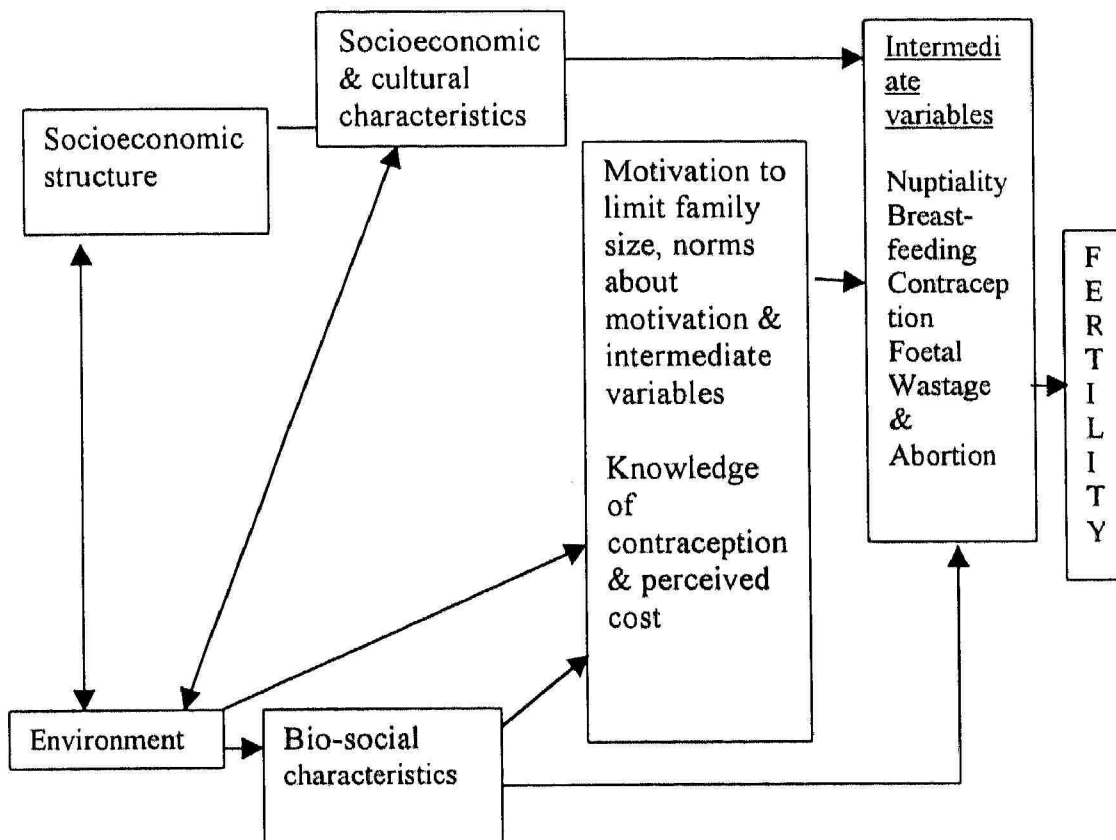 Socioeconomic
& cultural
characteristics
Socioeconomic
structure
Motivation to
limit family
size, norms
about
motivation &
intermediate
variables
Knowledge
of
contraception
& perceived
cost
Intermedi
ate
variables
Nuptiality
Breast-
feeding
Contracep
tion
Foetal
Wastage
&
Abortion
F
E
R
T
I
L
I
T
Y
Environment
Bio-social
characteristics